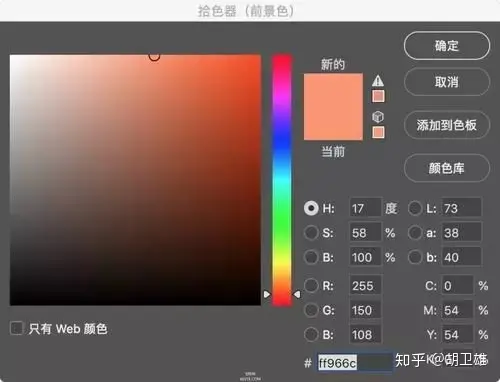 拾色器（前景色）
新的
当前
确定
取消
添加到色板
颜色库
H: 17 度
S: 58 %
B: 100 %
R: 255
G: 150
B: 108
L: 73
a: 38
b: 40
C: 0 %
M: 54 %
Y: 54 %
K
%
只有 Web 颜色
# ff966c
知乎 @胡卫雄